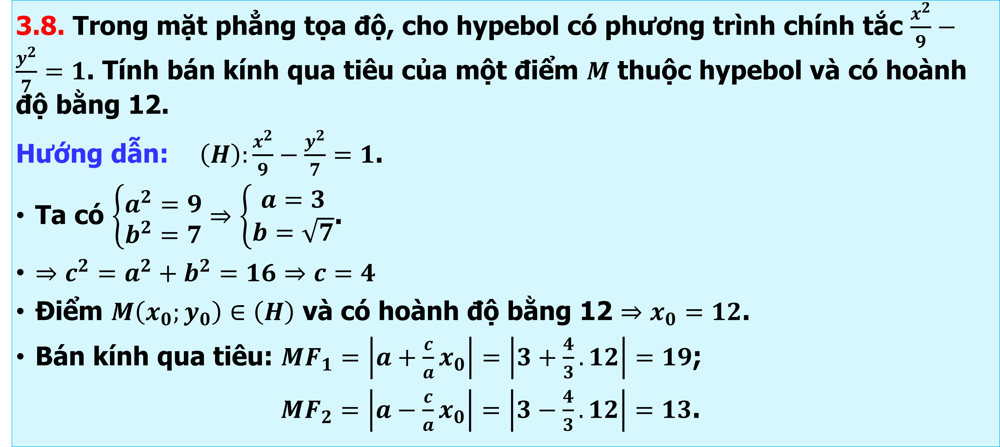 3.8. Trong mặt phẳng tọa độ, cho hypebol có phương trình chính tắc $\frac{x^2}{9} -$
$\frac{y^2}{7} = 1$. Tính bán kính qua tiêu của một điểm $M$ thuộc hypebol và có hoành
độ bằng 12.
Hướng dẫn: $(H): \frac{x^2}{9} - \frac{y^2}{7} = 1$.
• Ta có $\begin{cases} a^2 = 9 \\ b^2 = 7 \end{cases} \Rightarrow \begin{cases} a = 3 \\ b = \sqrt{7} \end{cases}$.
• $\Rightarrow c^2 = a^2 + b^2 = 16 \Rightarrow c = 4$
• Điểm $M(x_0; y_0) \in (H)$ và có hoành độ bằng 12 $\Rightarrow x_0 = 12$.
• Bán kính qua tiêu: $MF_1 = \left| a + \frac{c}{a} x_0 \right| = \left| 3 + \frac{4}{3} . 12 \right| = 19$;
$MF_2 = \left| a - \frac{c}{a} x_0 \right| = \left| 3 - \frac{4}{3} . 12 \right| = 13$.